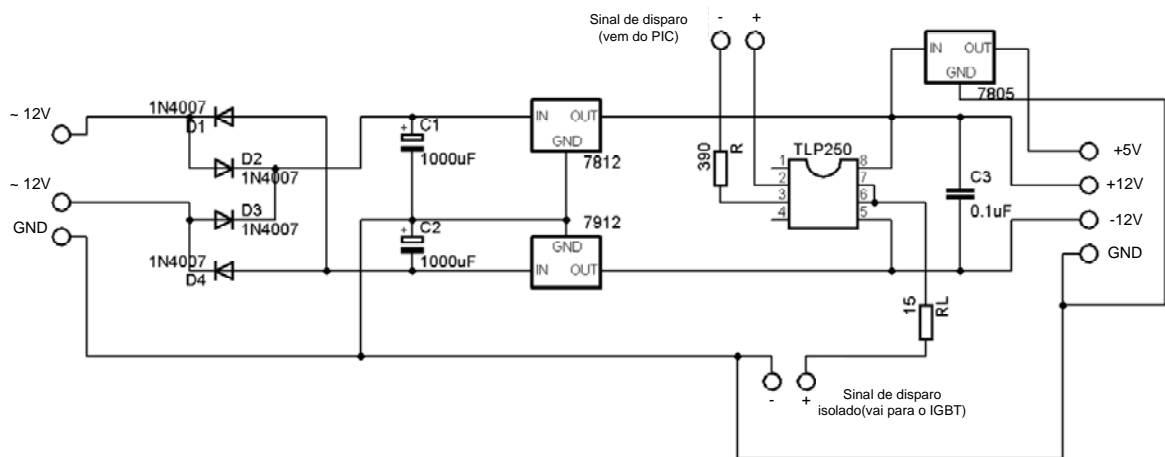 Sinal de disparo
(vem do PIC)
- +
IN OUT
GND
7805
~ 12V
1N4007
D1
D2
1N4007
~ 12V
D3
1N4007
GND
1N4007
D4
+
C1
1000uF
+
C2
1000uF
IN OUT
GND
7812
7912
GND
IN OUT
390
R
TLP250
1
2
3
4
8
7
6
5
C3
0.1uF
+5V
+12V
-12V
GND
15
RL
- +
Sinal de disparo
isolado(vai para o IGBT)